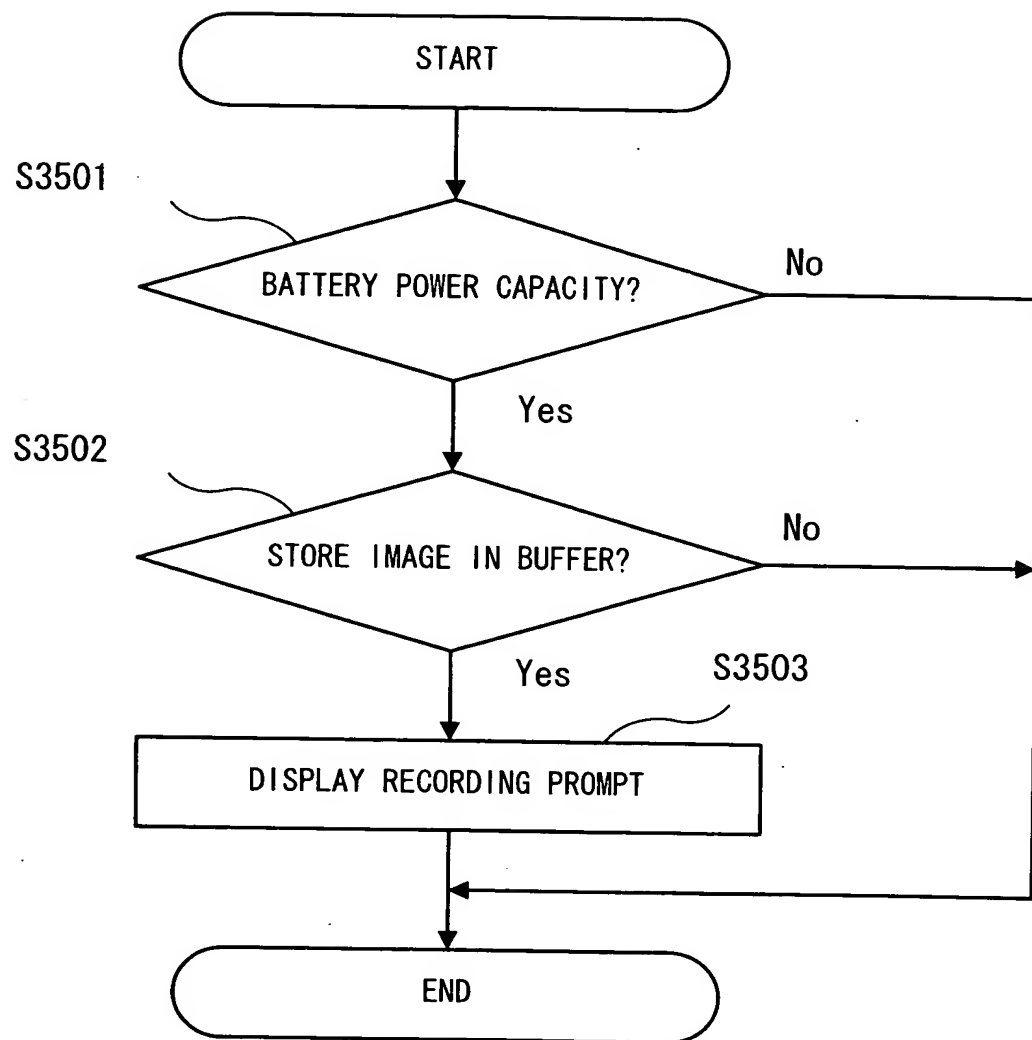 START
S3501
BATTERY POWER CAPACITY?
No
Yes
S3502
STORE IMAGE IN BUFFER?
No
Yes
S3503
DISPLAY RECORDING PROMPT
END